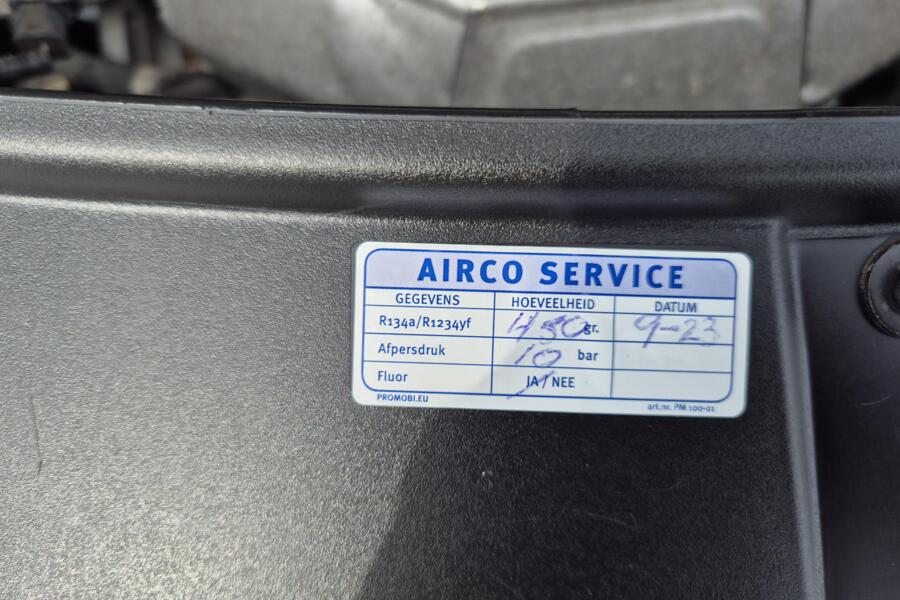 AIRCO SERVICE
GEGEVENS HOEVEELHEID DATUM
R134a/R1234yf 450 gr. 9-23
Afpersdruk 10 bar
Fluor JA/NEE
PROMOBI.EU art.nr. PM 100-01